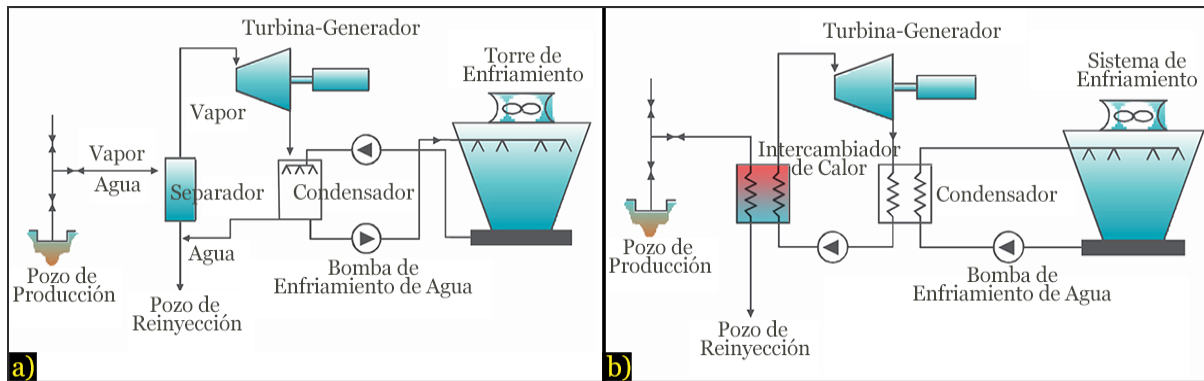 Turbina-Generador
Torre de
Enfriamiento
Vapor
Vapor
Agua
Separador
Condensador
Agua
Bomba de
Enfriamiento de Agua
Pozo de
Producción
Pozo de
Reinyección
a)
Turbina-Generador
Sistema de
Enfriamiento
Intercambiador
de Calor
Condensador
Pozo de
Producción
Bomba de
Enfriamiento de Agua
Pozo de
Reinyección
b)